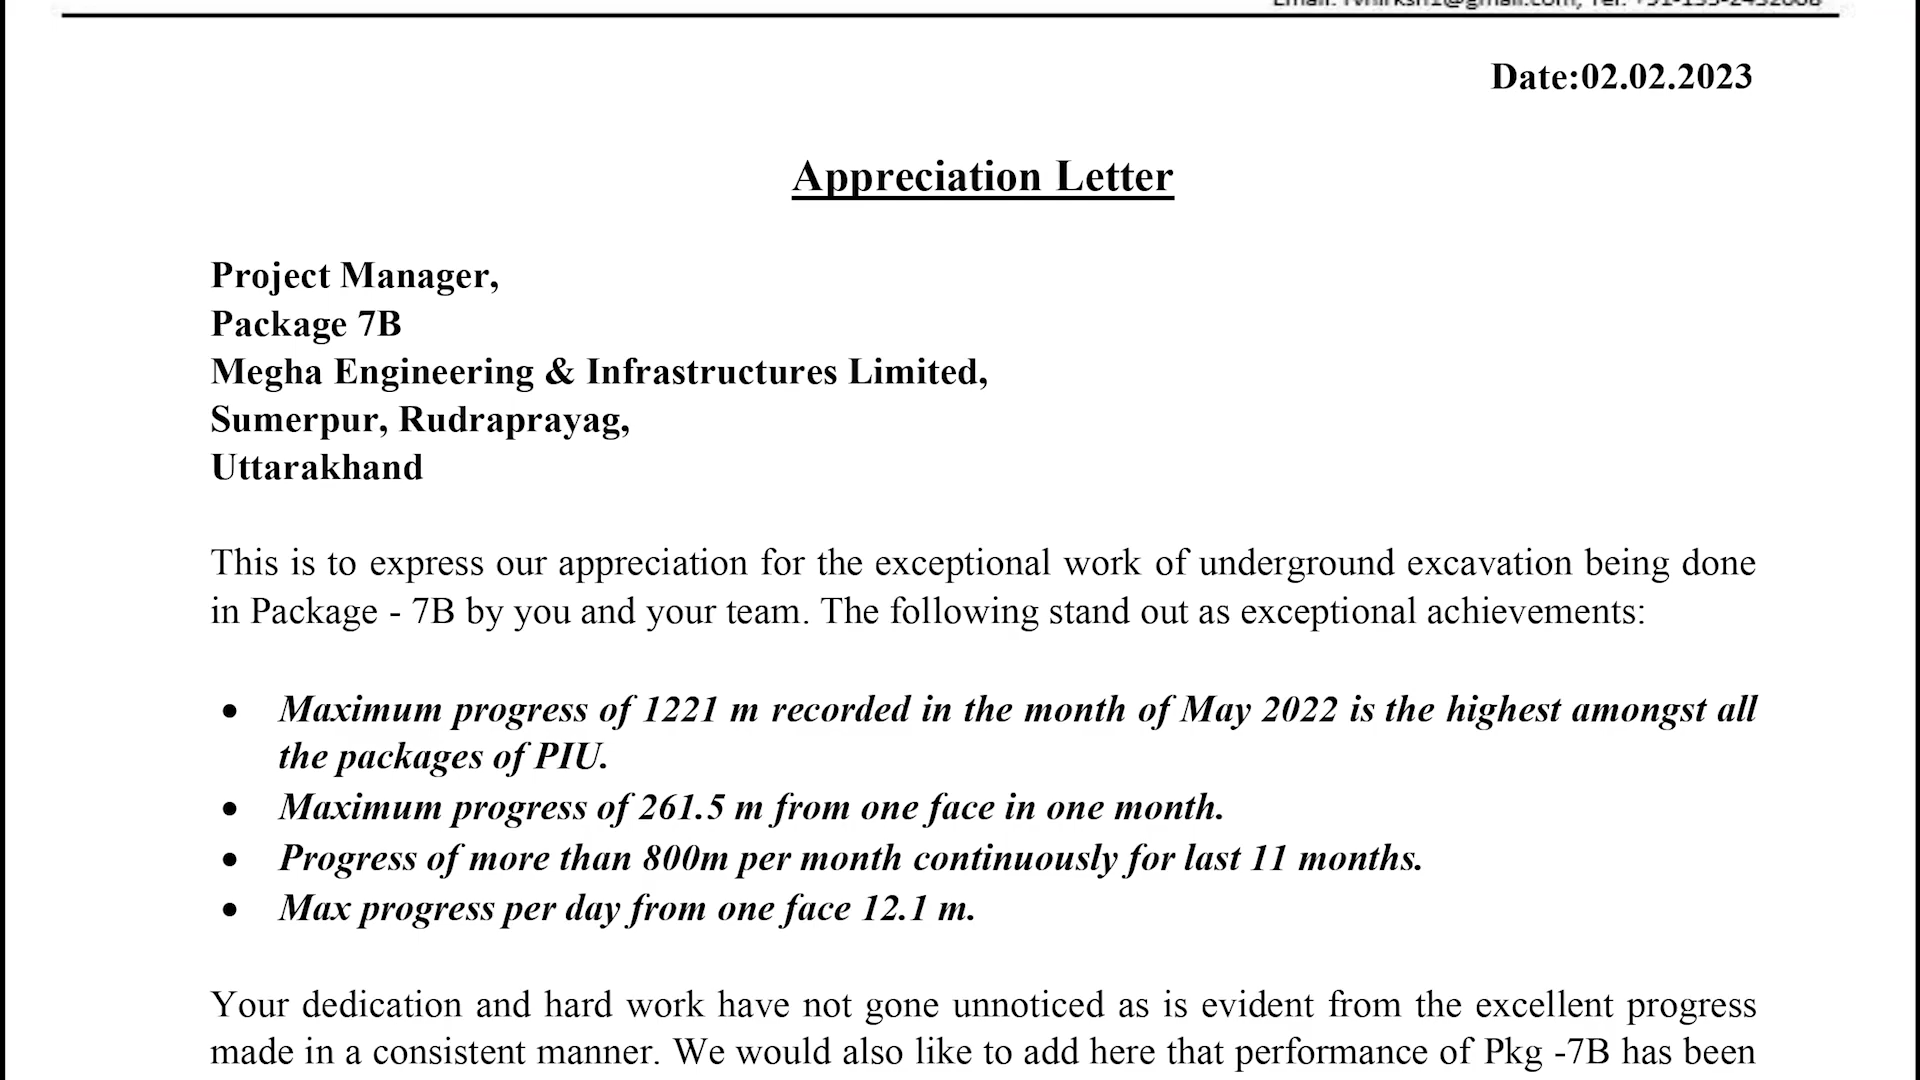 Date:02.02.2023
Appreciation Letter
Project Manager,
Package 7B
Megha Engineering & Infrastructures Limited,
Sumerpur, Rudraprayag,
Uttarakhand
This is to express our appreciation for the exceptional work of underground excavation being done
in Package - 7B by you and your team. The following stand out as exceptional achievements:
• Maximum progress of 1221 m recorded in the month of May 2022 is the highest amongst all
the packages of PIU.
• Maximum progress of 261.5 m from one face in one month.
• Progress of more than 800m per month continuously for last 11 months.
• Max progress per day from one face 12.1 m.
Your dedication and hard work have not gone unnoticed as is evident from the excellent progress
made in a consistent manner. We would also like to add here that performance of Pkg -7B has been